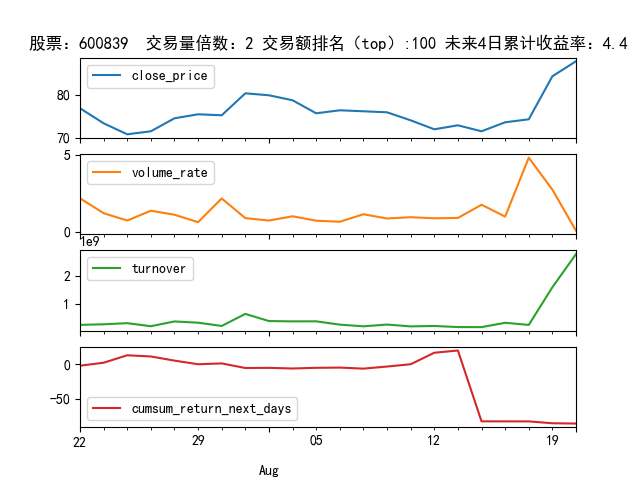 股票：600839  交易量倍数：2 交易额排名（top）:100 未来4日累计收益率：4.4
close_price
80
70
volume_rate
5
0
1e9
turnover
2
1
cumsum_return_next_days
0
−50
22 29 05 12 19
Aug